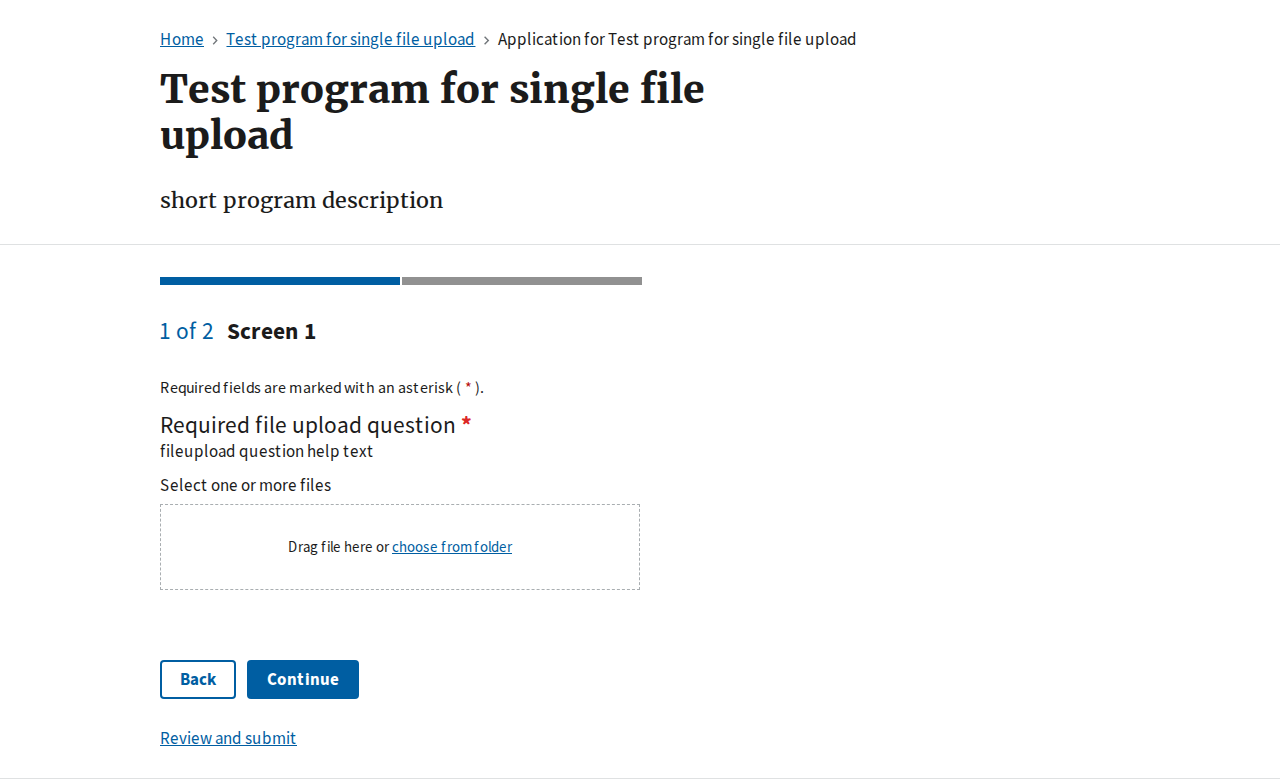 Home > Test program for single file upload > Application for Test program for single file upload
Test program for single file
upload
short program description
1 of 2 Screen 1
Required fields are marked with an asterisk ( * ).
Required file upload question *
fileupload question help text
Select one or more files
Drag file here or choose from folder
Back Continue
Review and submit